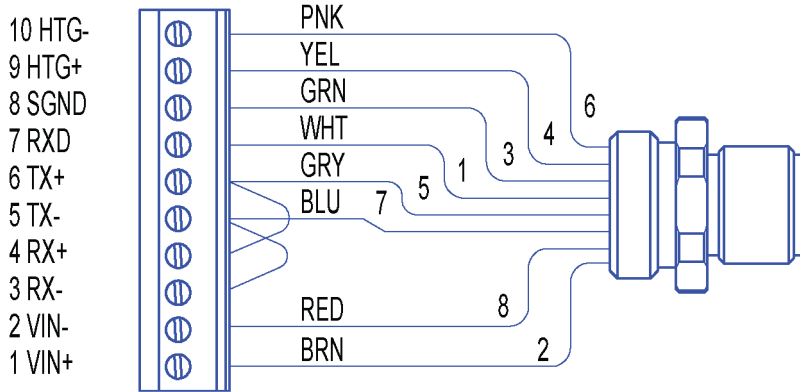 10 HTG- PNK
9 HTG+ YEL
8 SGND GRN 6
7 RXD WHT 4
6 TX+ GRY 1 3
5 TX- BLU 7 5
4 RX+
3 RX-
2 VIN- RED 8
1 VIN+ BRN 2